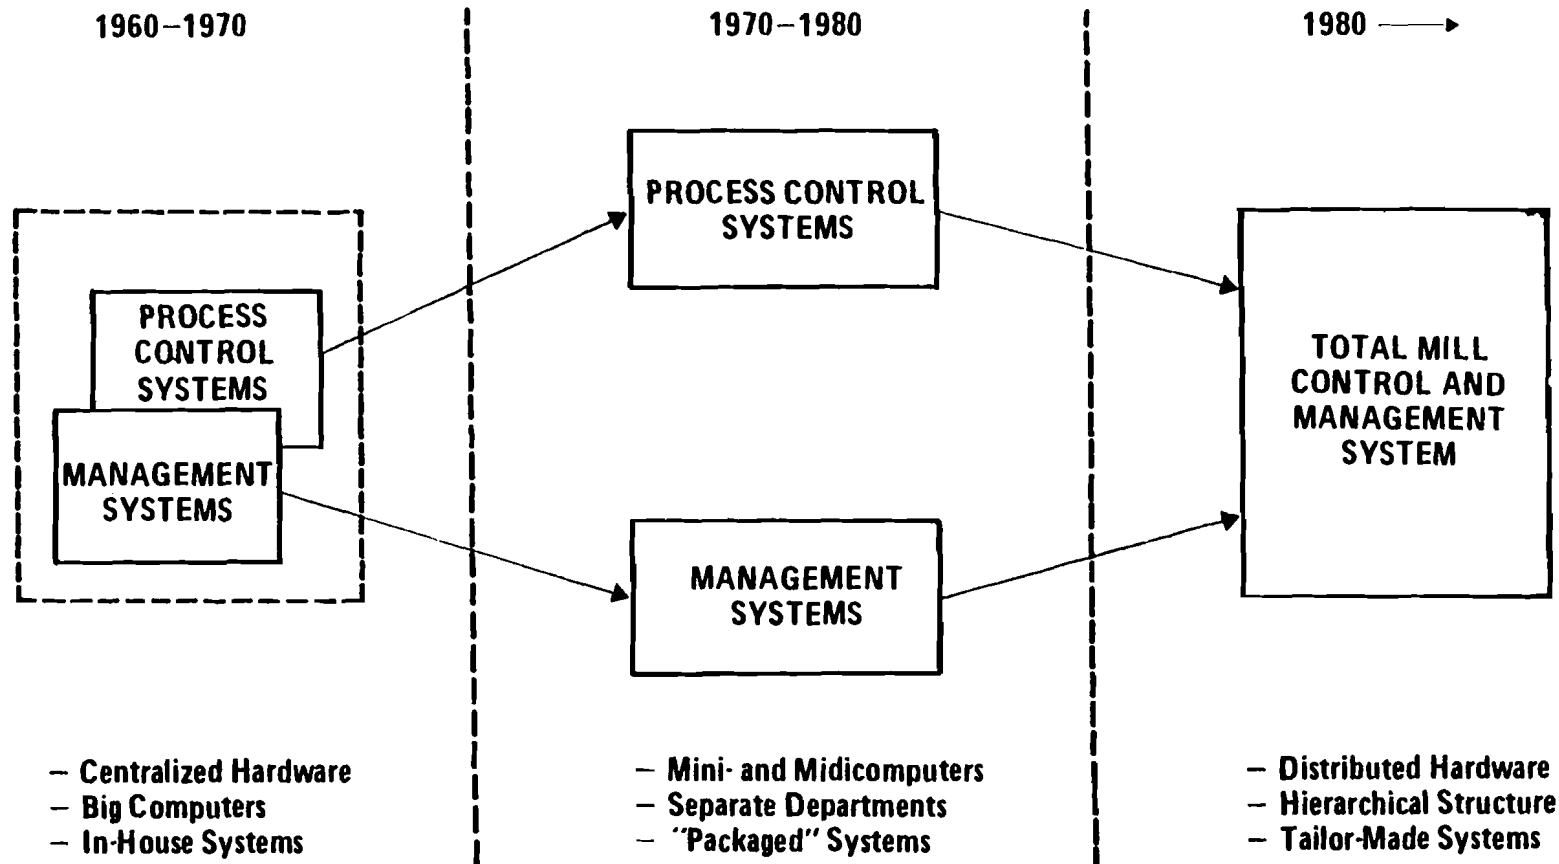 1960–1970
1970–1980
1980
PROCESS
CONTROL
SYSTEMS
MANAGEMENT
SYSTEMS
PROCESS CONTROL
SYSTEMS
MANAGEMENT
SYSTEMS
TOTAL MILL
CONTROL AND
MANAGEMENT
SYSTEM
– Centralized Hardware
– Big Computers
– In-House Systems
– Mini- and Midicomputers
– Separate Departments
– "Packaged" Systems
– Distributed Hardware
– Hierarchical Structure
– Tailor-Made Systems